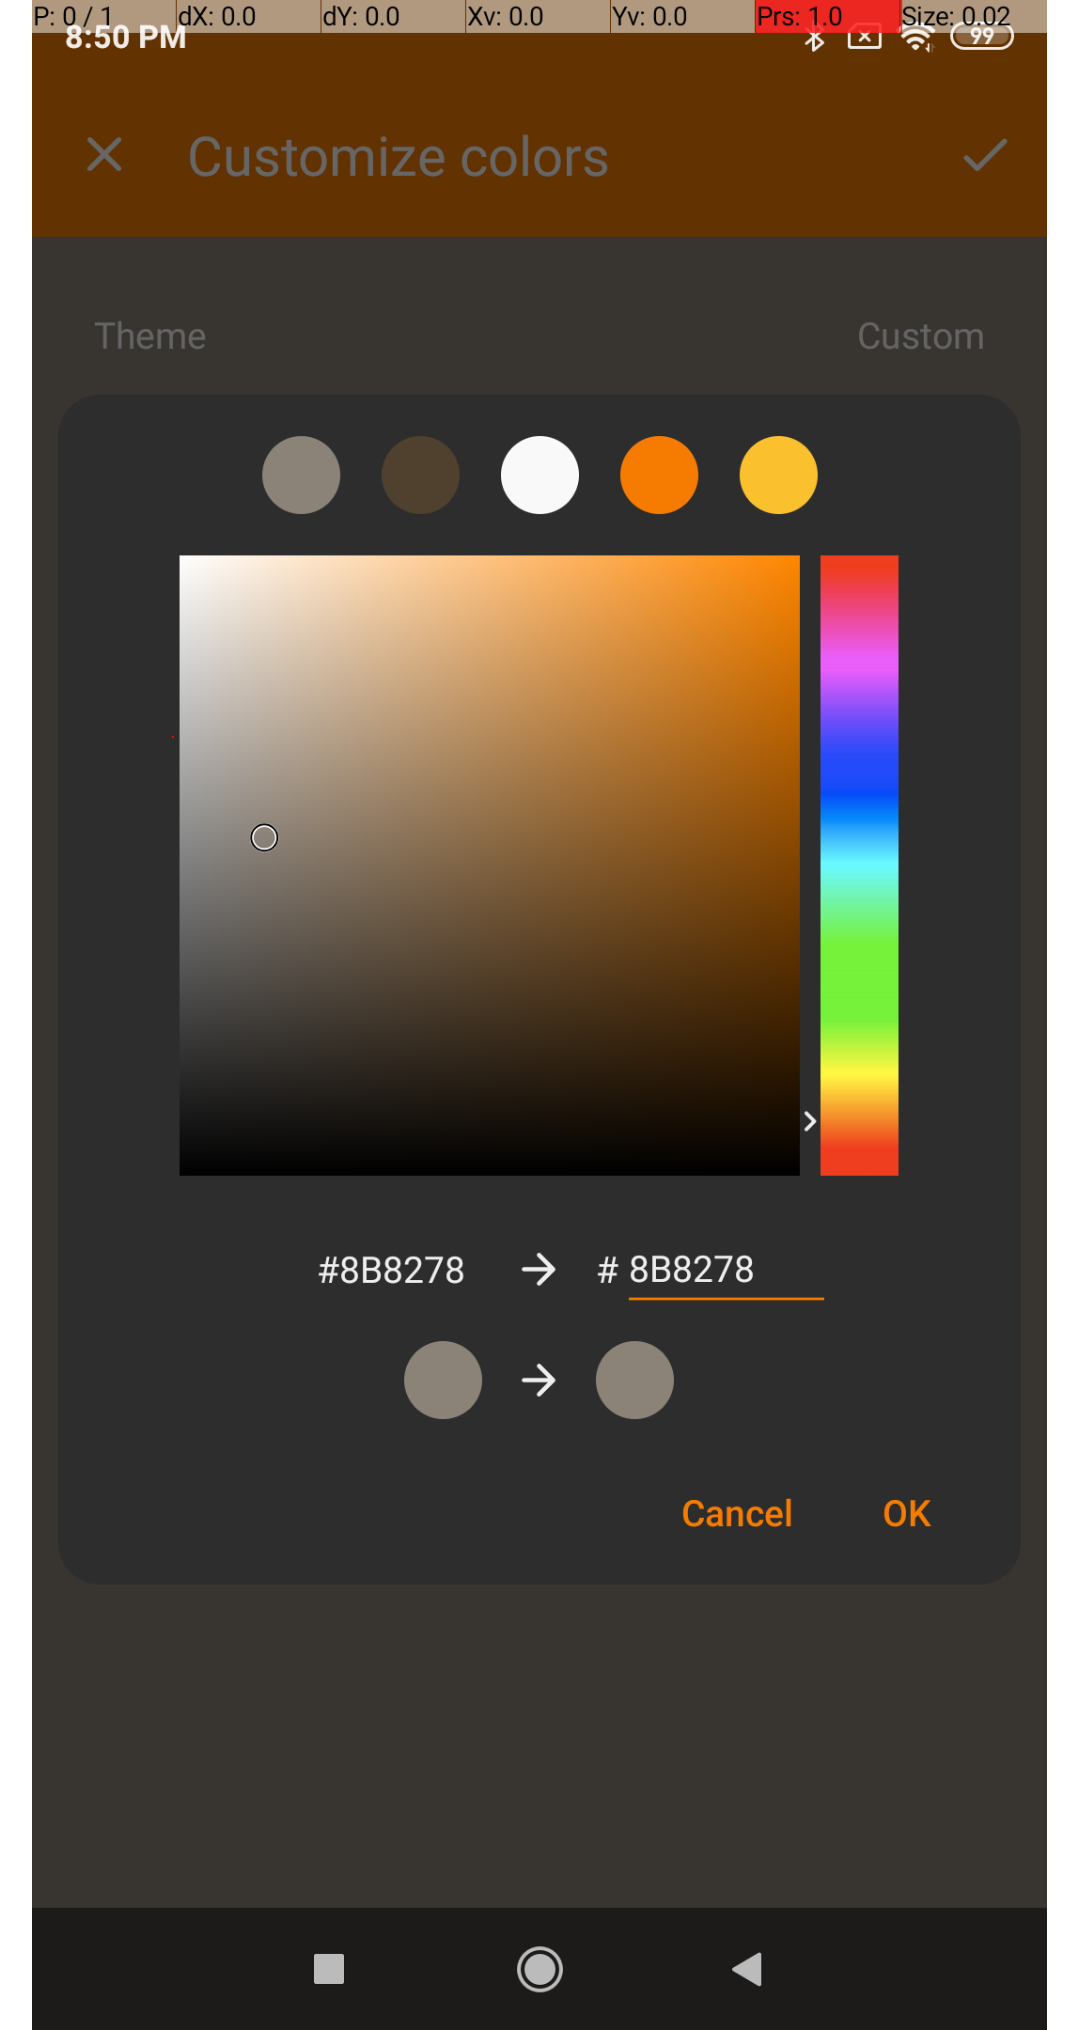 P: 0 / 1 dX: 0.0 dY: 0.0 Xv: 0.0 Yv: 0.0 Prs: 1.0 Size: 0.02
8:50 PM 99
Customize colors
Theme Custom
#8B8278 # 8B8278
Cancel OK